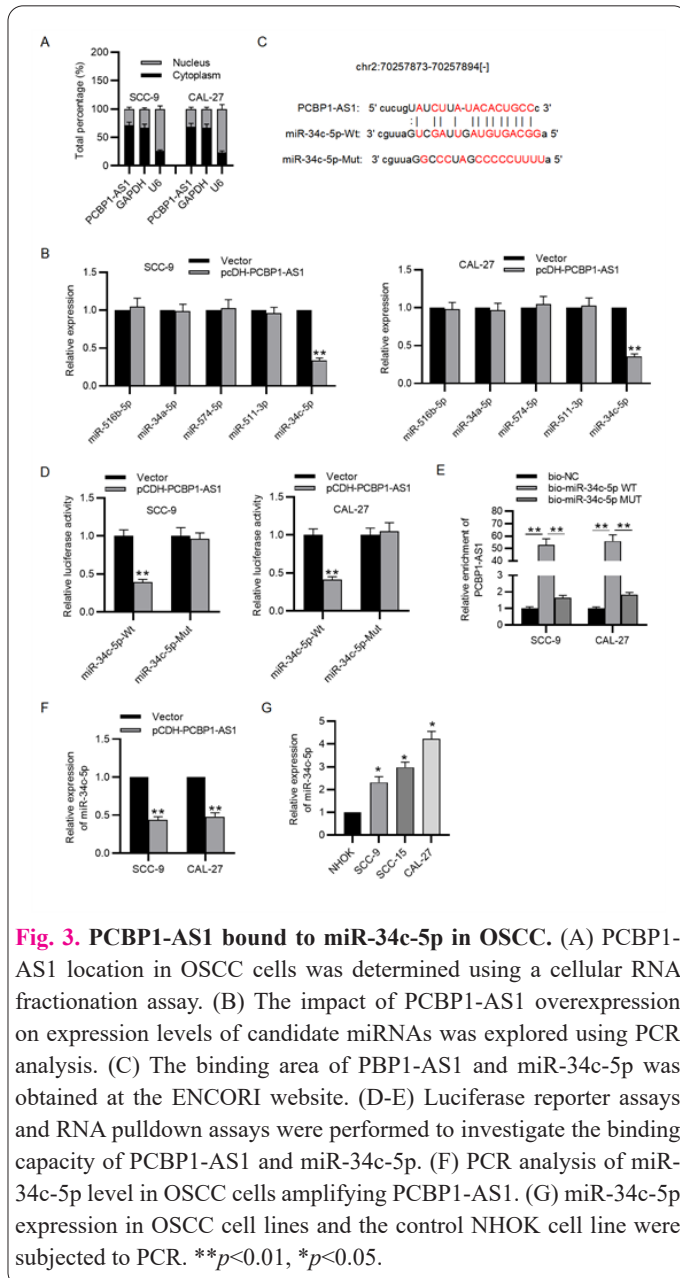 A
Total percentage (%)
200
150
100
50
0
Nucleus
Cytoplasm
SCC-9
CAL-27
PCBP1-AS1
GAPDH
U6
PCBP1-AS1
GAPDH
U6
C
chr2:70257873-70257894[-]
PCBP1-AS1: 5' cucugUAUCUUA-UACACUGCCc 3'
:| || | ||||||||||
miR-34c-5p-Wt: 3' cguuaGUCGAUUGAUGUGACGGa 5'
miR-34c-5p-Mut: 3' cguuaGGCCCUAGCCCCCUUUUa 5'
B
SCC-9
Vector
pcDH-PCBP1-AS1
Relative expression
1.5
1.0
0.5
0.0
**
miR-516b-5p
miR-34a-5p
miR-574-5p
miR-511-3p
miR-34c-5p
CAL-27
Vector
pcDH-PCBP1-AS1
Relative expression
1.5
1.0
0.5
0.0
**
miR-516b-5p
miR-34a-5p
miR-574-5p
miR-511-3p
miR-34c-5p
D
Vector
pCDH-PCBP1-AS1
SCC-9
Relative luciferase activity
1.5
1.0
0.5
0.0
**
miR-34c-5p-Wt
miR-34c-5p-Mut
Vector
pCDH-PCBP1-AS1
CAL-27
Relative luciferase activity
1.5
1.0
0.5
0.0
**
miR-34c-5p-Wt
miR-34c-5p-Mut
E
bio-NC
bio-miR-34c-5p WT
bio-miR-34c-5p MUT
Relative enrichment of
PCBP1-AS1
80
70
60
50
40
2
1
0
** **
** **
SCC-9
CAL-27
F
Vector
pCDH-PCBP1-AS1
Relative expression
of miR-34c-5p
1.5
1.0
0.5
0.0
**
**
SCC-9
CAL-27
G
Relative expression
of miR-34c-5p
5
4
3
2
1
0
*
*
*
NHOK
SCC-9
SCC-15
CAL-27
Fig. 3. PCBP1-AS1 bound to miR-34c-5p in OSCC. (A) PCBP1-
AS1 location in OSCC cells was determined using a cellular RNA
fractionation assay. (B) The impact of PCBP1-AS1 overexpression
on expression levels of candidate miRNAs was explored using PCR
analysis. (C) The binding area of PBP1-AS1 and miR-34c-5p was
obtained at the ENCORI website. (D-E) Luciferase reporter assays
and RNA pulldown assays were performed to investigate the binding
capacity of PCBP1-AS1 and miR-34c-5p. (F) PCR analysis of miR-
34c-5p level in OSCC cells amplifying PCBP1-AS1. (G) miR-34c-5p
expression in OSCC cell lines and the control NHOK cell line were
subjected to PCR. **p<0.01, *p<0.05.